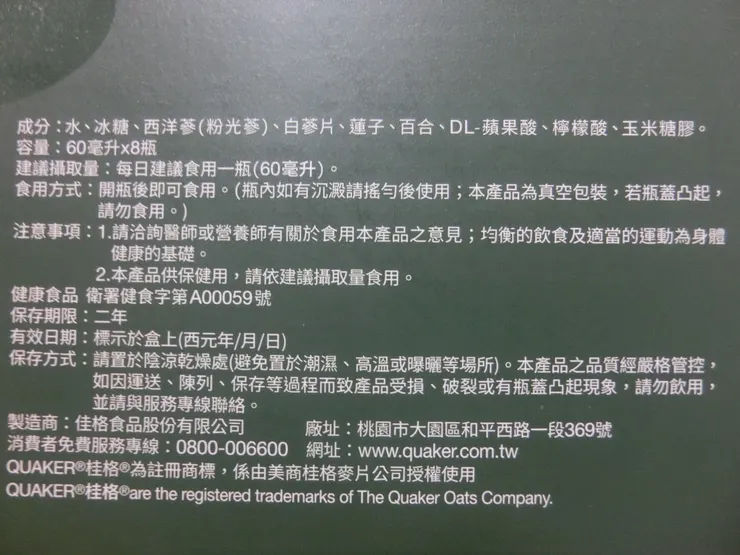 成分：水、冰糖、西洋蔘(粉光蔘)、白蔘片、蓮子、百合、DL-蘋果酸、檸檬酸、玉米糖膠。
容量：60毫升x8瓶
建議攝取量：每日建議食用一瓶(60毫升)。
食用方式：開瓶後即可食用。(瓶內如有沉澱請搖勻後使用；本產品為真空包裝，若瓶蓋凸起，
請勿食用。)
注意事項：1.請洽詢醫師或營養師有關於食用本產品之意見；均衡的飲食及適當的運動為身體
健康的基礎。
2.本產品供保健用，請依建議攝取量食用。
健康食品 衛署健食字第A00059號
保存期限：二年
有效日期：標示於盒上(西元年/月/日)
保存方式：請置於陰涼乾燥處(避免置於潮濕、高溫或曝曬等場所)。本產品之品質經嚴格管控，
如因運送、陳列、保存等過程而致產品受損、破裂或有瓶蓋凸起現象，請勿飲用，
並請與服務專線聯絡。
製造商：佳格食品股份有限公司 廠址：桃園市大園區和平西路一段369號
消費者免費服務專線：0800-006600 網址：www.quaker.com.tw
QUAKER®桂格®為註冊商標，係由美商桂格麥片公司授權使用
QUAKER®桂格®are the registered trademarks of The Quaker Oats Company.